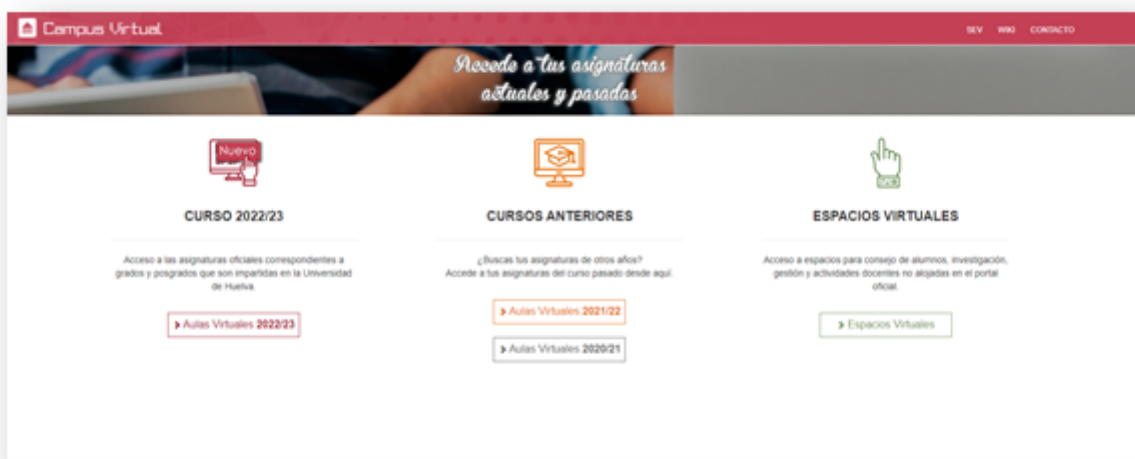 Campus Virtual
SEV WIKI CONTACTO
Accede a tus asignaturas
actuales y pasadas
Nuevo
CURSO 2022/23
Acceso a las asignaturas oficiales correspondientes a
grados y posgrados que son impartidas en la Universidad
de Huelva.
Aulas Virtuales 2022/23
CURSOS ANTERIORES
¿Buscas tus asignaturas de otros años?
Accede a tus asignaturas del curso pasado desde aquí.
Aulas Virtuales 2021/22
Aulas Virtuales 2020/21
ESPACIOS VIRTUALES
Acceso a espacios para consejo de alumnos, investigación,
gestión y actividades docentes no alojadas en el portal
oficial.
Espacios Virtuales